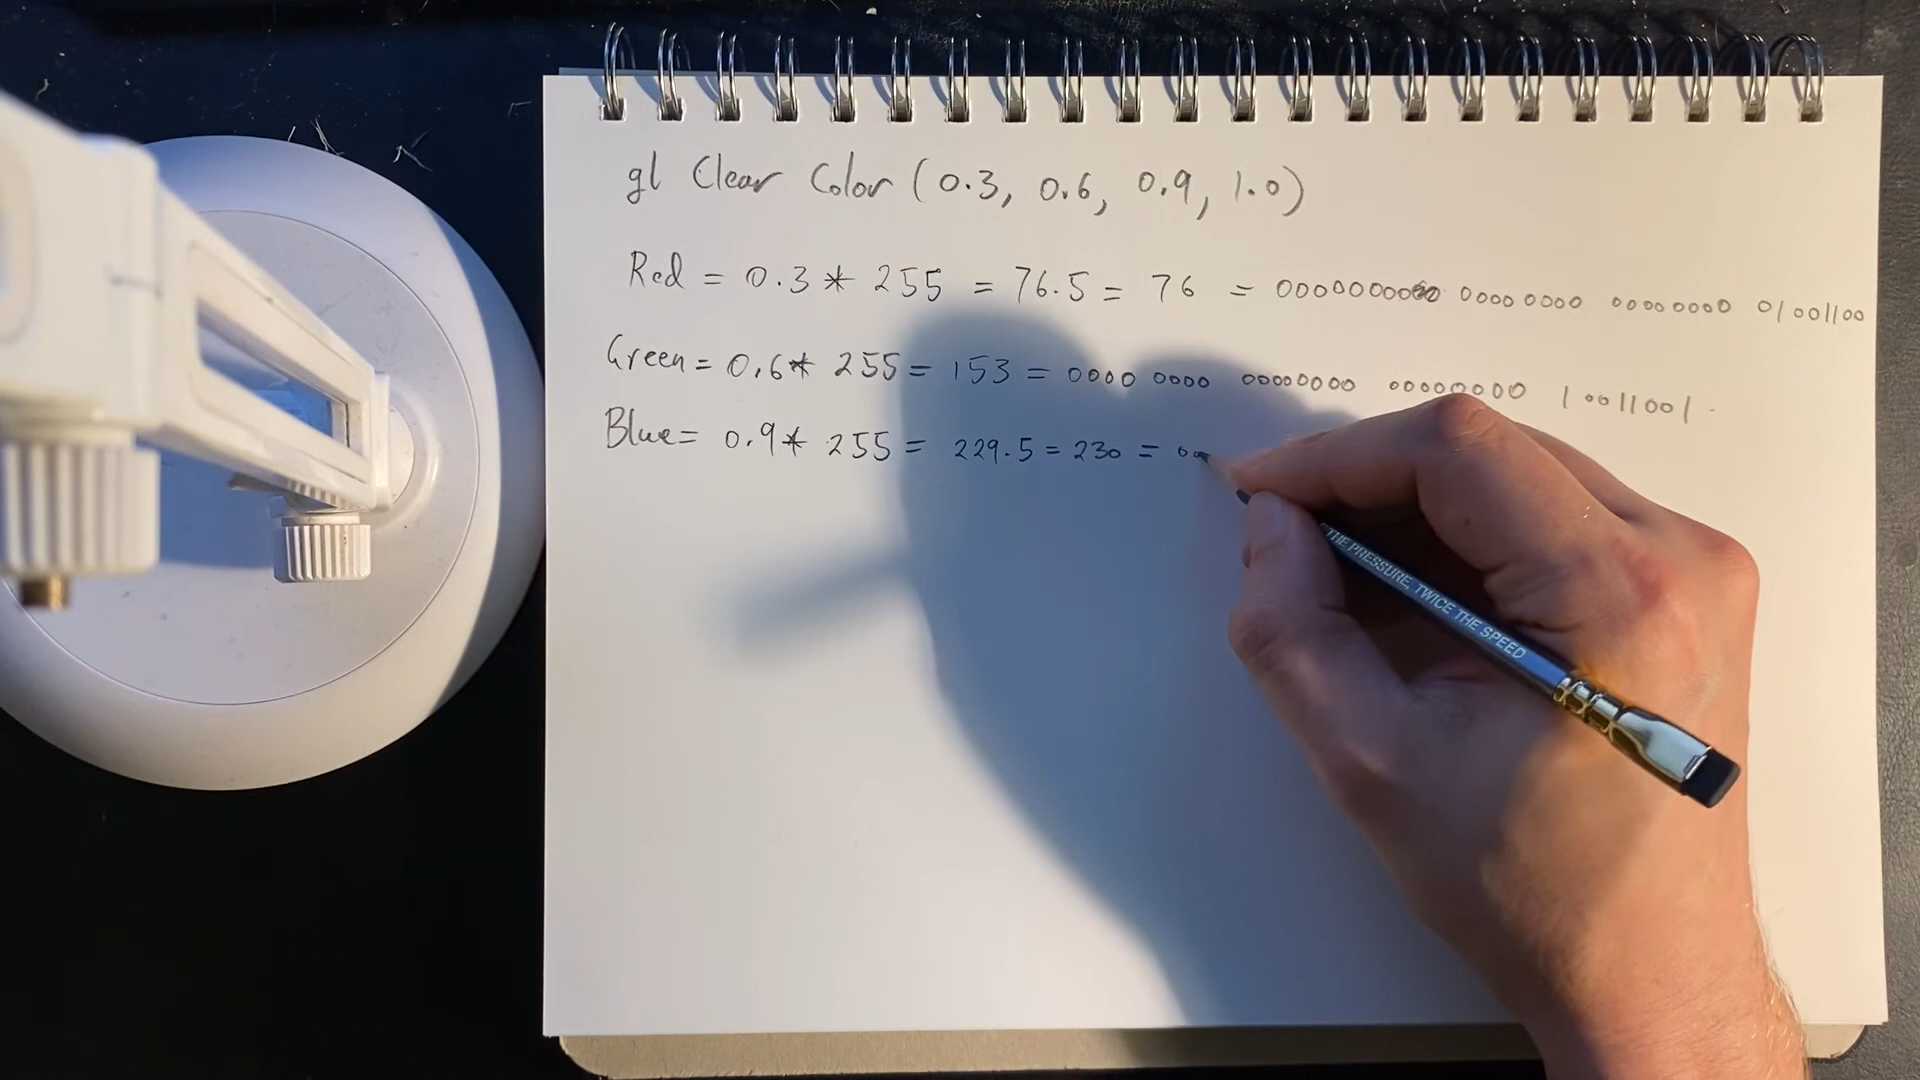 gl Clear Color (0.3, 0.6, 0.9, 1.0)
Red = 0.3 * 255 = 76.5 = 76 = 00000000 00000000 00000000 01001100
Green = 0.6 * 255 = 153 = 0000 0000 00000000 00000000 10011001
Blue = 0.9 * 255 = 229.5 = 230 = 00
THE PRESSURE, TWICE THE SPEED